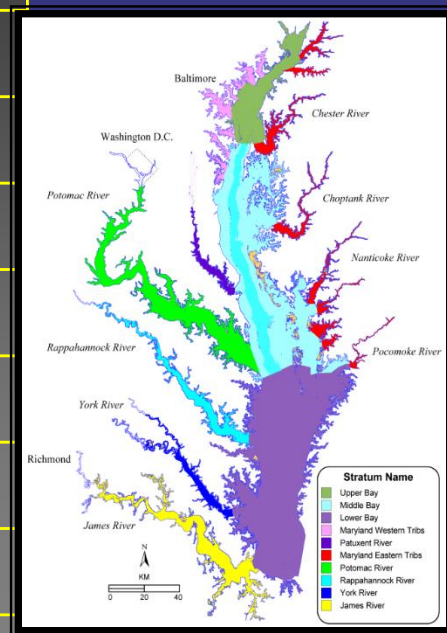 Baltimore
Chester River
Washington D.C.
Choptank River
Potomac River
Nanticoke River
Rappahannock River
Pocomoke River
York River
Richmond
James River
N
KM
0 20 40
Stratum Name
Upper Bay
Middle Bay
Lower Bay
Maryland Western Tribs
Patuxent River
Maryland Eastern Tribs
Potomac River
Rappahannock River
York River
James River